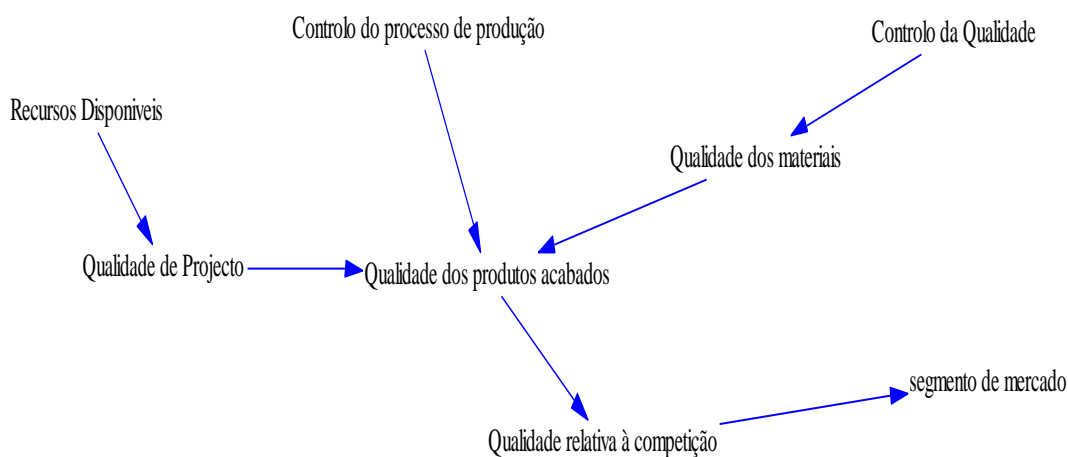 Controlo do processo de produção
Controlo da Qualidade
Recursos Disponiveis
Qualidade dos materiais
Qualidade de Projecto
Qualidade dos produtos acabados
segmento de mercado
Qualidade relativa à competição